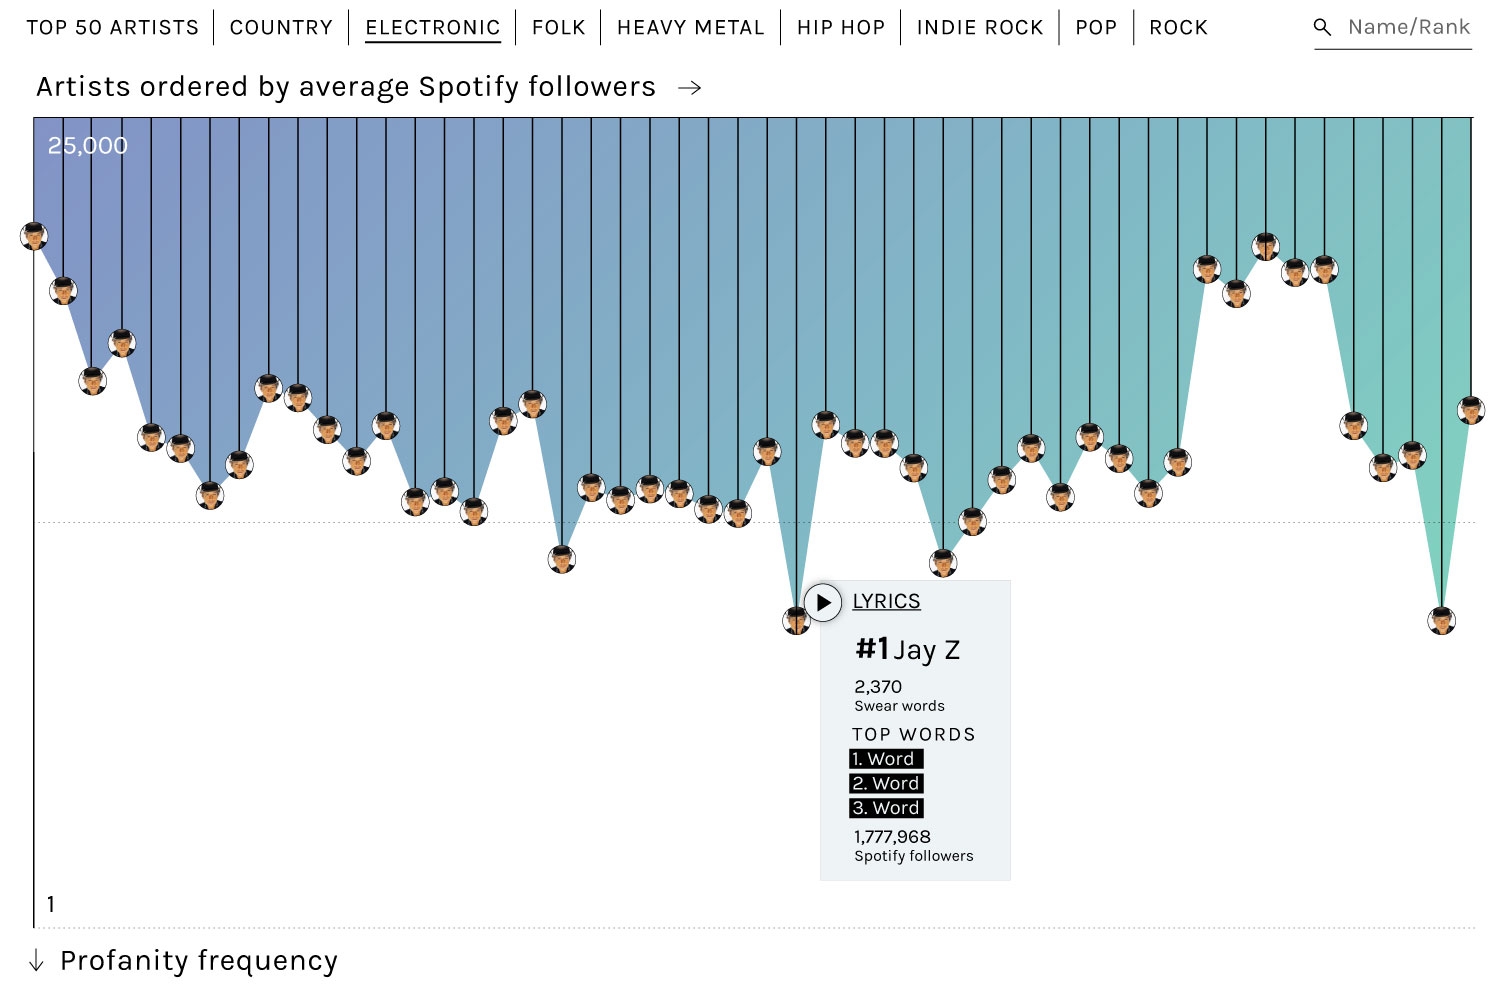 TOP 50 ARTISTS COUNTRY ELECTRONIC FOLK HEAVY METAL HIP HOP INDIE ROCK POP ROCK Name/Rank
Artists ordered by average Spotify followers →
25,000
LYRICS
#1 Jay Z
2,370
Swear words
TOP WORDS
1. Word
2. Word
3. Word
1,777,968
Spotify followers
1
↓ Profanity frequency